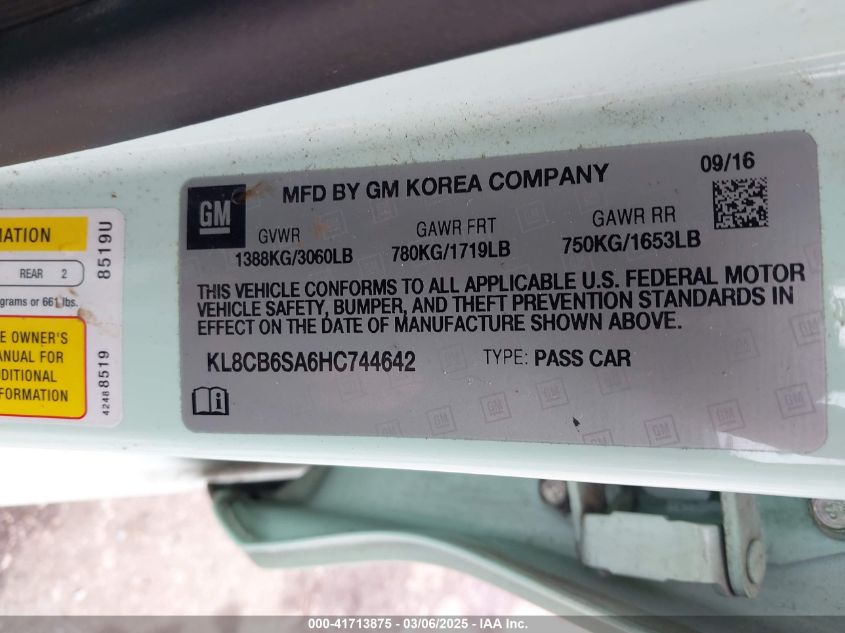 MFD BY GM KOREA COMPANY
09/16
GM
GVWR
GAWR FRT
GAWR RR
1388KG/3060LB
780KG/1719LB
750KG/1653LB
THIS VEHICLE CONFORMS TO ALL APPLICABLE U.S. FEDERAL MOTOR
VEHICLE SAFETY, BUMPER, AND THEFT PREVENTION STANDARDS IN
EFFECT ON THE DATE OF MANUFACTURE SHOWN ABOVE.
KL8CB6SA6HC744642
TYPE: PASS CAR
MATION
REAR 2
grams or 661 lbs.
E OWNER'S
ANUAL FOR
DDITIONAL
FORMATION
8519U
42488519
000-41713875 - 03/06/2025 - IAA Inc.